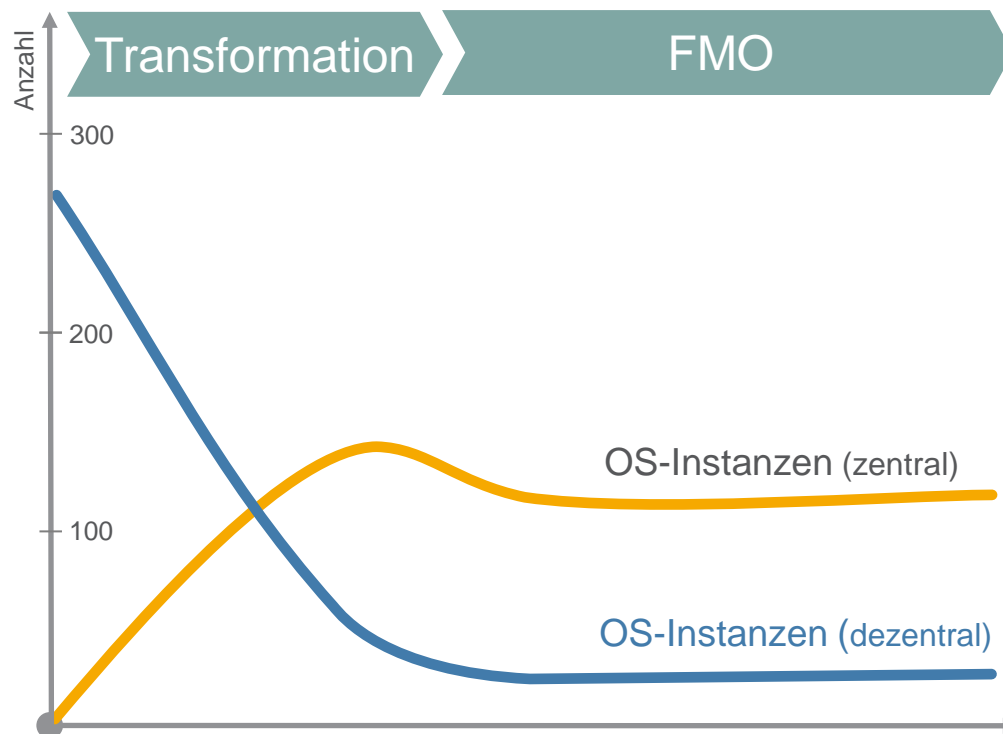 Transformation
FMO
Anzahl
300
200
100
OS-Instanzen (zentral)
OS-Instanzen (dezentral)